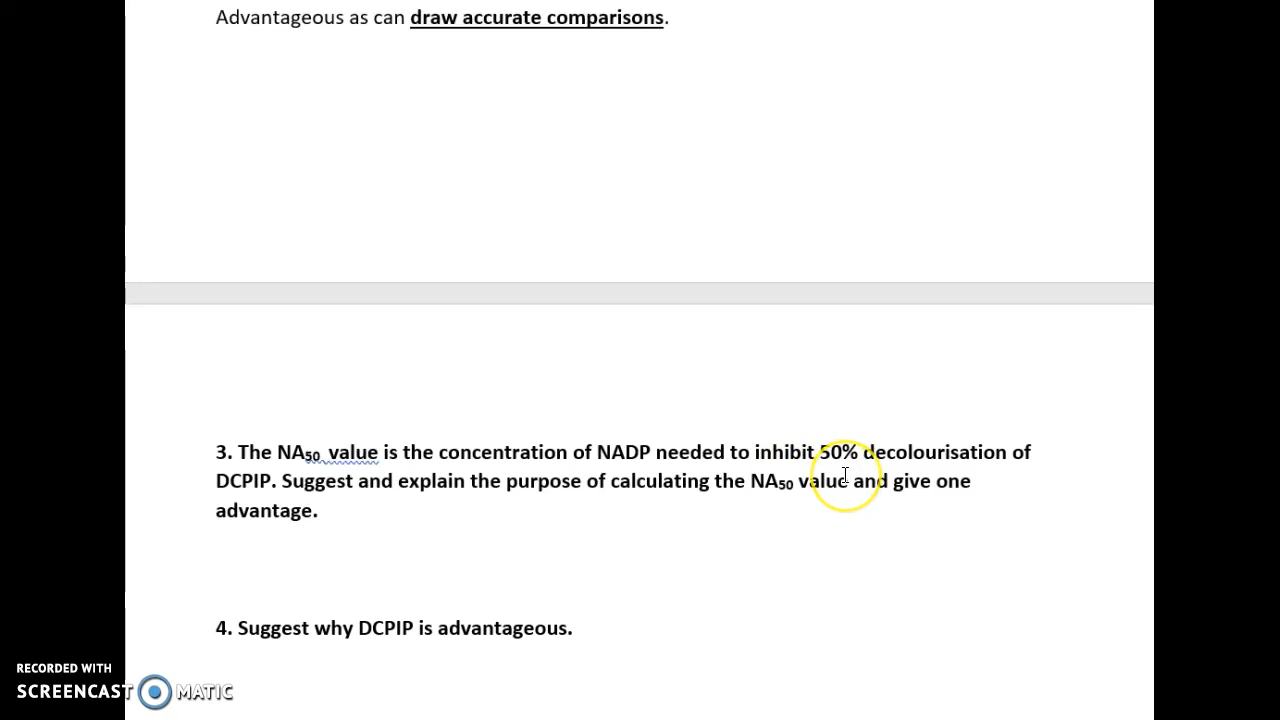 Advantageous as can draw accurate comparisons.
3. The NA50 value is the concentration of NADP needed to inhibit 50% decolourisation of
DCPIP. Suggest and explain the purpose of calculating the NA50 value and give one
advantage.
4. Suggest why DCPIP is advantageous.
RECORDED WITH
SCREENCAST MATIC